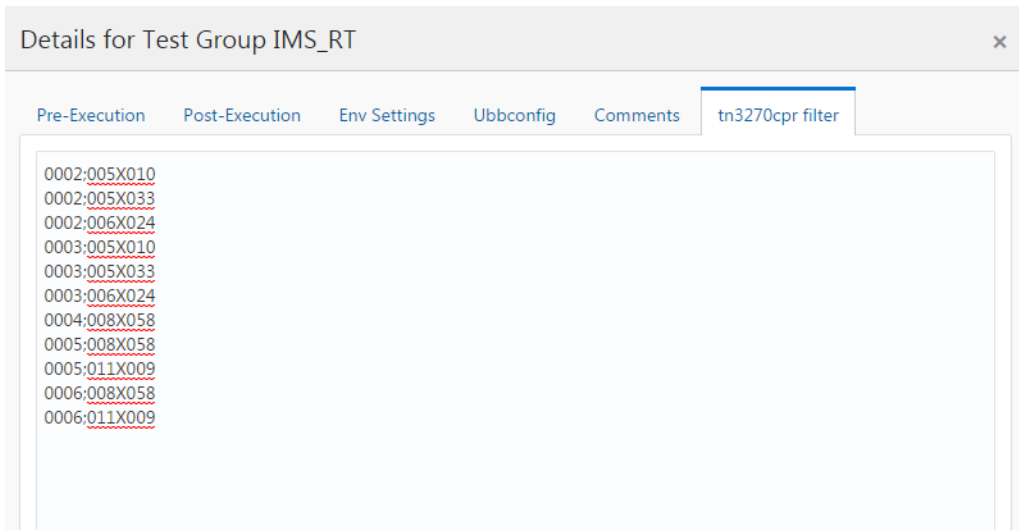 Details for Test Group IMS_RT ×
Pre-Execution Post-Execution Env Settings Ubbconfig Comments tn3270cpr filter
0002;005X010
0002;005X033
0002;006X024
0003;005X010
0003;005X033
0003;006X024
0004;008X058
0005;008X058
0005;011X009
0006;008X058
0006;011X009